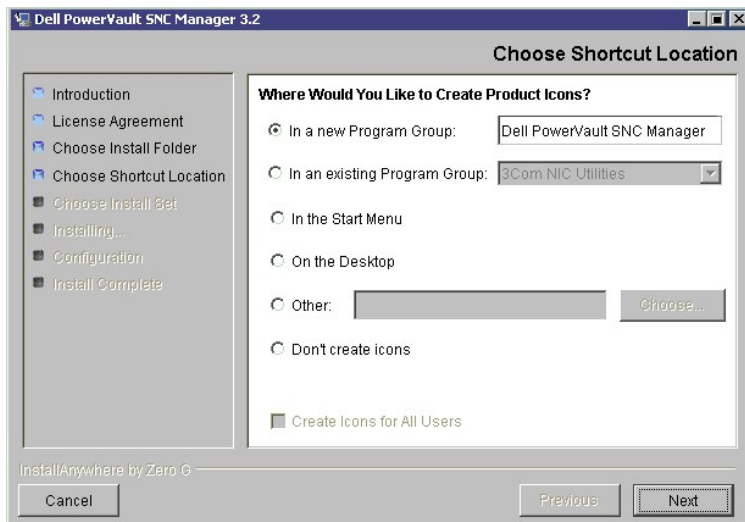 Dell PowerVault SNC Manager 3.2
Choose Shortcut Location
Introduction
License Agreement
Choose Install Folder
Choose Shortcut Location
Choose Install Set
Installing...
Configuration
Install Complete
Where Would You Like to Create Product Icons?
In a new Program Group: Dell PowerVault SNC Manager
In an existing Program Group: 3Com NIC Utilities
In the Start Menu
On the Desktop
Other: Choose...
Don't create icons
Create Icons for All Users
InstallAnywhere by Zero G
Cancel Previous Next